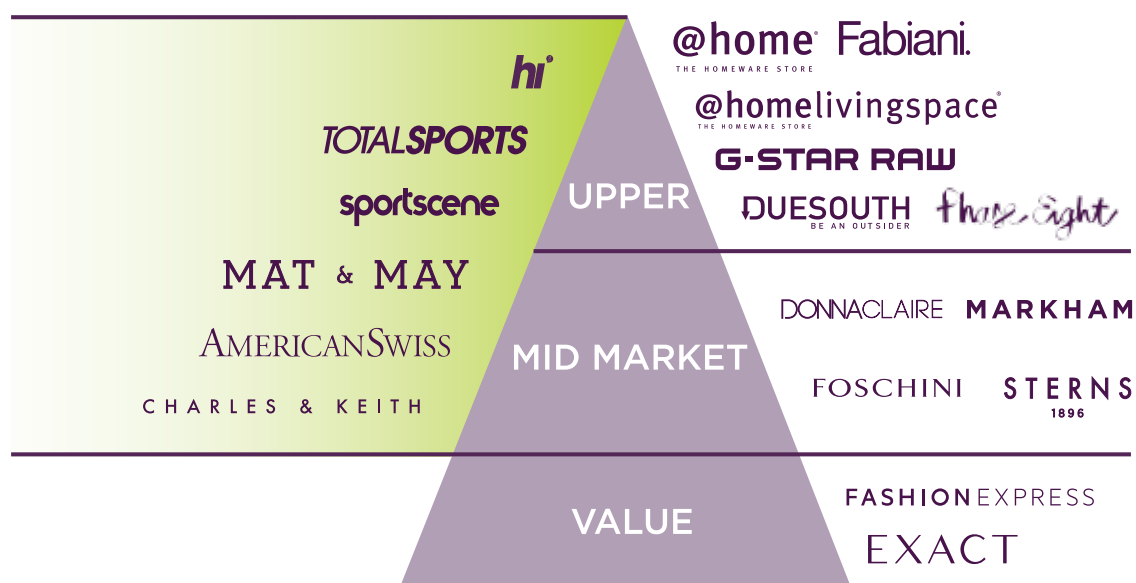 @home Fabiani.
THE HOMEWARE STORE
hi
@homelivingspace
THE HOMEWARE STORE
TOTALSPORTS
G-STAR RAW
sportscene
UPPER
DUESOUTH
BE AN OUTSIDER
Phase Eight
MAT & MAY
DONNACLAIRE MARKHAM
AMERICANSWISS
MID MARKET
FOSCHINI STERNS
1896
CHARLES & KEITH
FASHIONEXPRESS
VALUE
EXACT